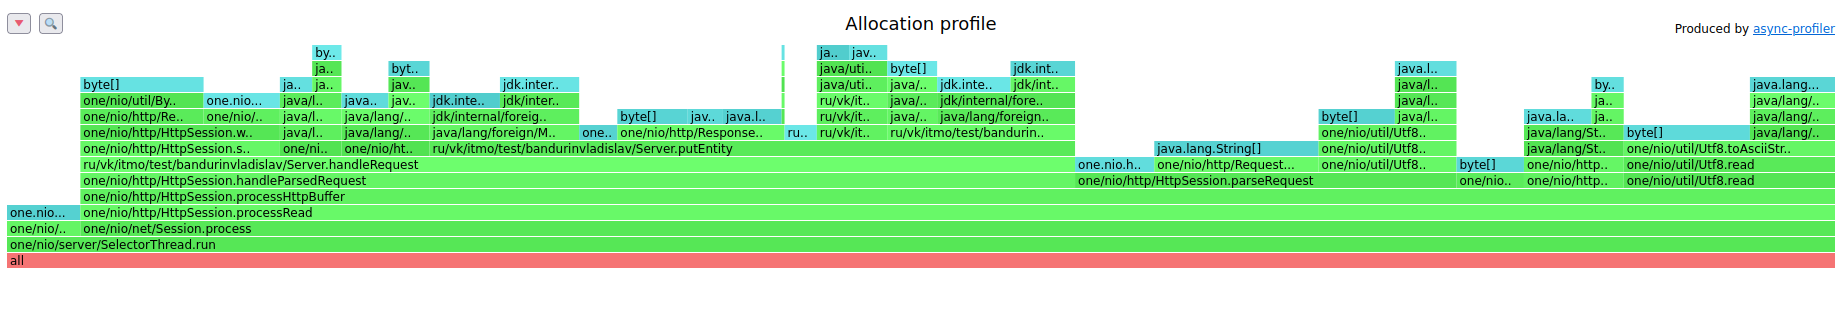 Allocation profile
Produced by async-profiler
by.. ja.. jav..
ja.. byt.. java/uti.. byte[] jdk.int.. java.l..
byte[] ja.. ja.. jav.. jdk.inter.. java/uti.. java/.. jdk.inte.. jdk/int.. java/l.. by.. java.lang...
one/nio/util/By.. one.nio... java/l.. java.. jav.. jdk.inte.. jdk/inter.. ru/vk/it.. java/.. jdk/internal/fore.. java/l.. ja.. java/lang/..
one/nio/http/Re.. one/nio/.. java/l.. java/lang/.. jdk/internal/foreig.. byte[] jav.. java.l.. ru/vk/it.. java/.. java/lang/foreign.. byte[] java/l.. java.la.. ja.. java/lang/..
one/nio/http/HttpSession.w.. java/l.. java/lang/.. java/lang/foreign/M.. one.. one/nio/http/Response.. ru.. ru/vk/it.. ru/vk/itmo/test/bandurin.. one/nio/util/Utf8.. java/lang/St.. byte[] java/lang/..
one/nio/http/HttpSession.s.. one/ni.. one/nio/ht.. ru/vk/itmo/test/bandurinvladislav/Server.putEntity java.lang.String[] one/nio/util/Utf8.. java/lang/St.. one/nio/util/Utf8.toAsciiStr..
ru/vk/itmo/test/bandurinvladislav/Server.handleRequest one.nio.h.. one/nio/http/Request... one/nio/util/Utf8.. byte[] one/nio/http.. one/nio/util/Utf8.read
one/nio/http/HttpSession.handleParsedRequest one/nio/http/HttpSession.parseRequest one/nio.. one/nio/http.. one/nio/util/Utf8.read
one/nio/http/HttpSession.processHttpBuffer
one.nio... one/nio/http/HttpSession.processRead
one/nio/.. one/nio/net/Session.process
one/nio/server/SelectorThread.run
all